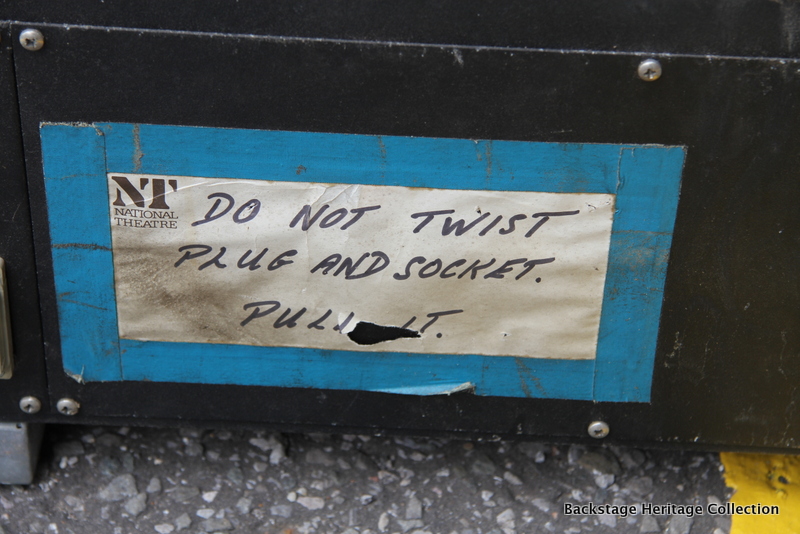 NT
NATIONAL
THEATRE
DO NOT TWIST
PLUG AND SOCKET.
PULL IT.
Backstage Heritage Collection